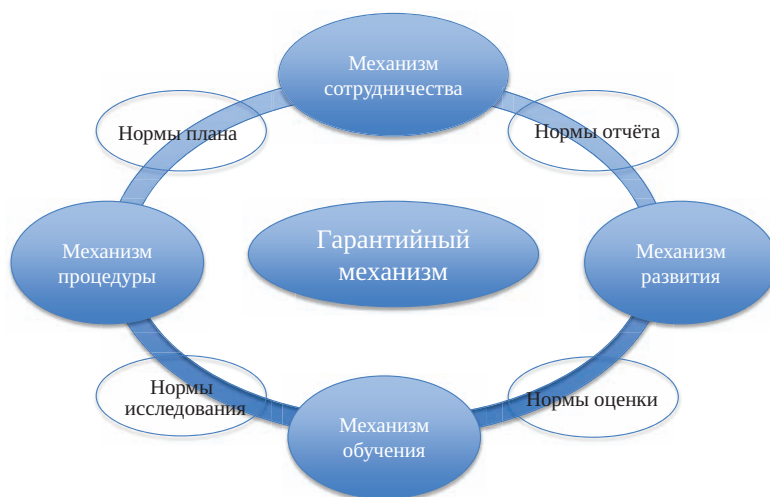 Механизм
сотрудничества
Нормы плана
Нормы отчёта
Механизм
процедуры
Гарантийный
механизм
Механизм
развития
Нормы
исследования
Нормы оценки
Механизм
обучения